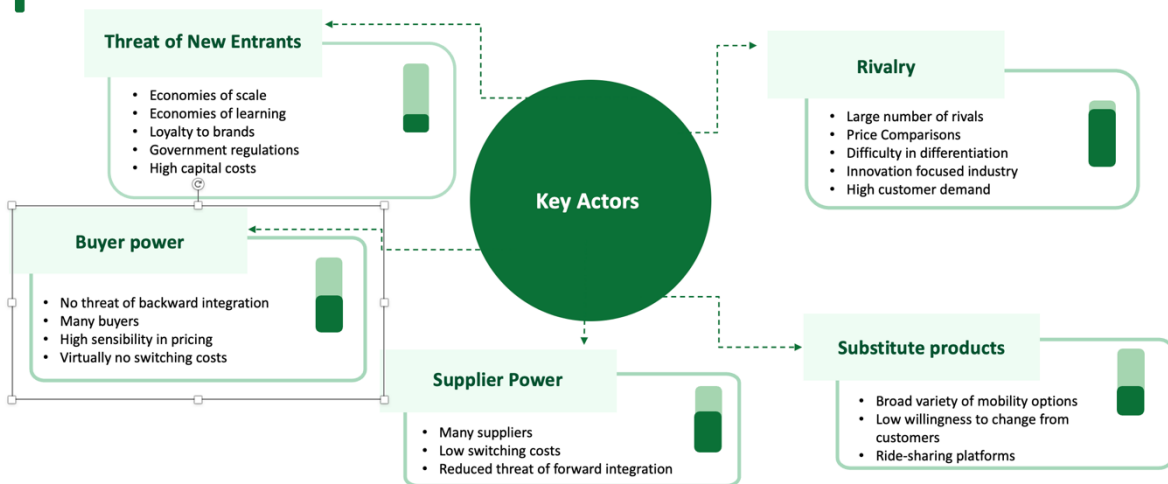 Threat of New Entrants
• Economies of scale
• Economies of learning
• Loyalty to brands
• Government regulations
• High capital costs
Rivalry
• Large number of rivals
• Price Comparisons
• Difficulty in differentiation
• Innovation focused industry
• High customer demand
Key Actors
Buyer power
• No threat of backward integration
• Many buyers
• High sensibility in pricing
• Virtually no switching costs
Supplier Power
• Many suppliers
• Low switching costs
• Reduced threat of forward integration
Substitute products
• Broad variety of mobility options
• Low willingness to change from
customers
• Ride-sharing platforms